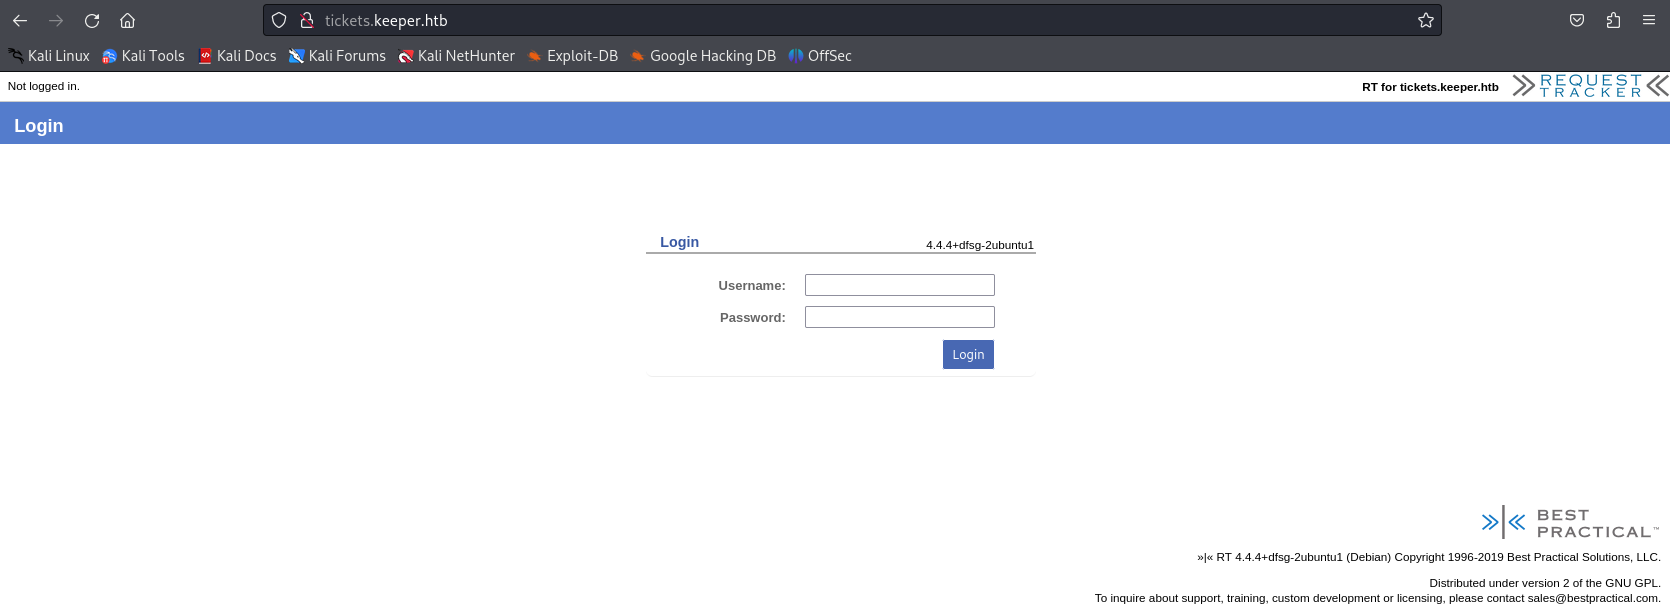 tickets.keeper.htb
Kali Linux Kali Tools Kali Docs Kali Forums Kali NetHunter Exploit-DB Google Hacking DB OffSec
Not logged in.
RT for tickets.keeper.htb
REQUEST
TRACKER
Login
Login 4.4.4+dfsg-2ubuntu1
Username:
Password:
Login
BEST
PRACTICAL™
»|« RT 4.4.4+dfsg-2ubuntu1 (Debian) Copyright 1996-2019 Best Practical Solutions, LLC.
Distributed under version 2 of the GNU GPL.
To inquire about support, training, custom development or licensing, please contact sales@bestpractical.com.